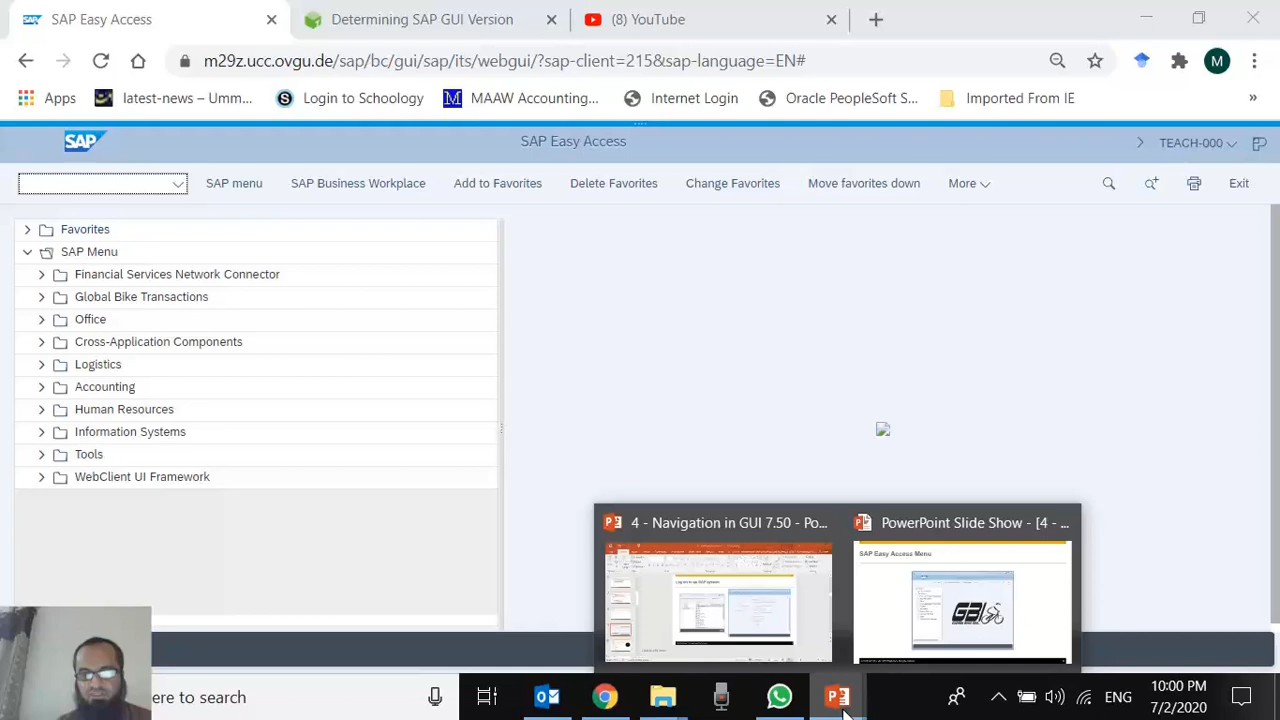 SAP Easy Access
Determining SAP GUI Version
(8) YouTube
m29z.ucc.ovgu.de/sap/bc/gui/sap/its/webgui/?sap-client=215&sap-language=EN#
M
Apps
latest-news – Umm...
Login to Schoology
MAAW Accounting...
Internet Login
Oracle PeopleSoft S...
Imported From IE
»
SAP
SAP Easy Access
TEACH-000
SAP menu
SAP Business Workplace
Add to Favorites
Delete Favorites
Change Favorites
Move favorites down
More
Exit
Favorites
SAP Menu
Financial Services Network Connector
Global Bike Transactions
Office
Cross-Application Components
Logistics
Accounting
Human Resources
Information Systems
Tools
WebClient UI Framework
4 - Navigation in GUI 7.50 - Po...
PowerPoint Slide Show - [4 - ...
SAP Easy Access Menu
ere to search
ENG
10:00 PM
7/2/2020